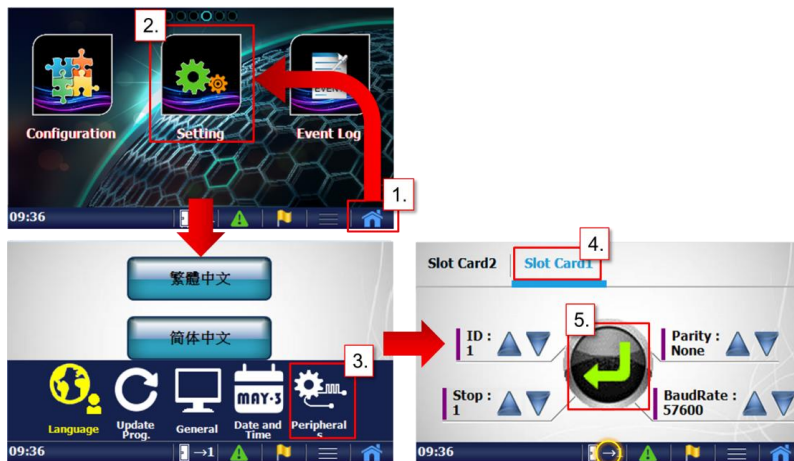 2.
Configuration
Setting
EVENT
Event Log
1.
09:36
繁體中文
简体中文
3.
MAY·3
Language
Update
Prog.
General
Date and
Time
Peripheral
s
09:36
→1
4.
Slot Card2
Slot Card1
5.
ID :
1
Parity :
None
Stop :
1
BaudRate :
57600
09:36
→